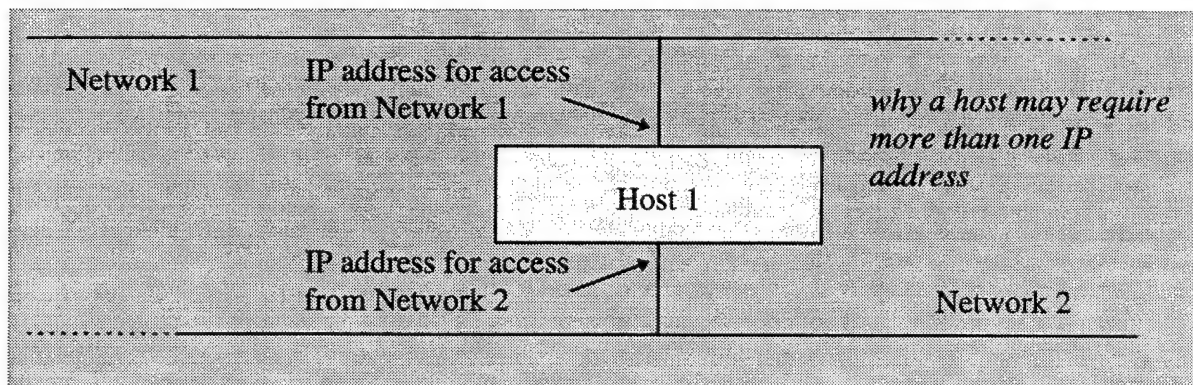 Network 1
IP address for access
from Network 1
why a host may require
more than one IP
address
Host 1
IP address for access
from Network 2
Network 2